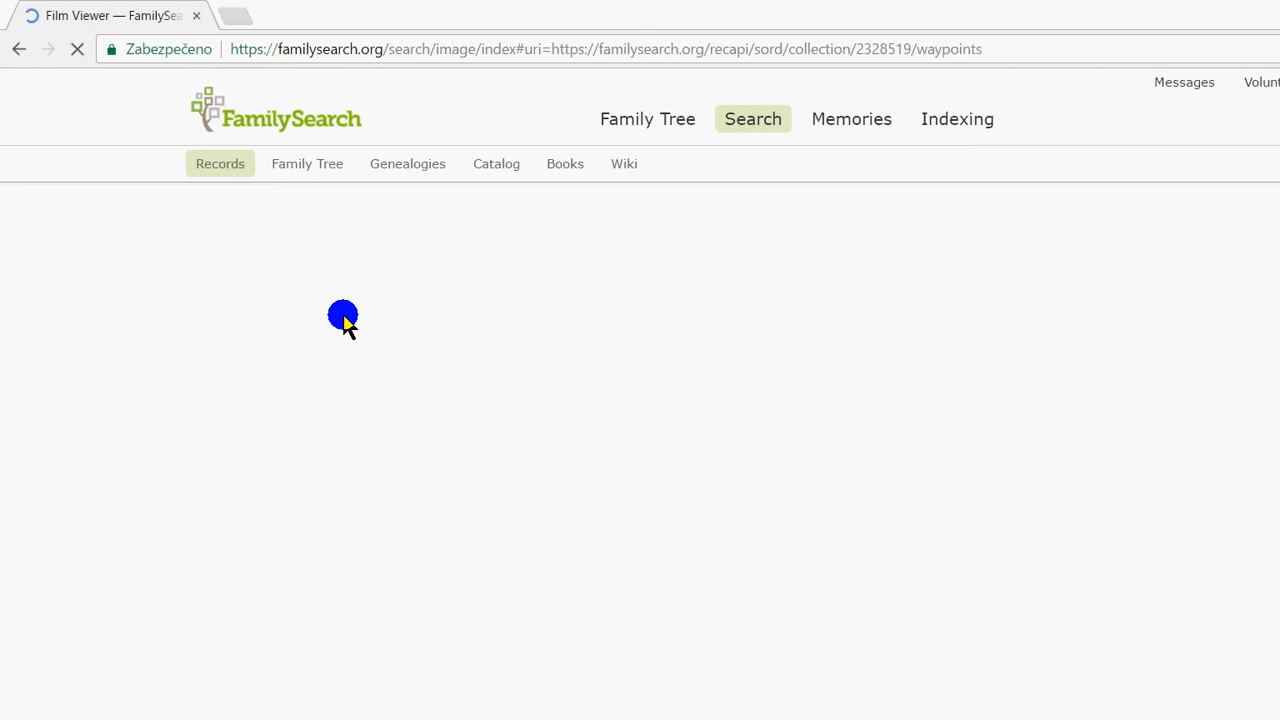 Film Viewer — FamilySea
Zabezpečeno https://familysearch.org/search/image/index#uri=https://familysearch.org/recapi/sord/collection/2328519/waypoints
Messages Volunt
FamilySearch Family Tree Search Memories Indexing
Records Family Tree Genealogies Catalog Books Wiki